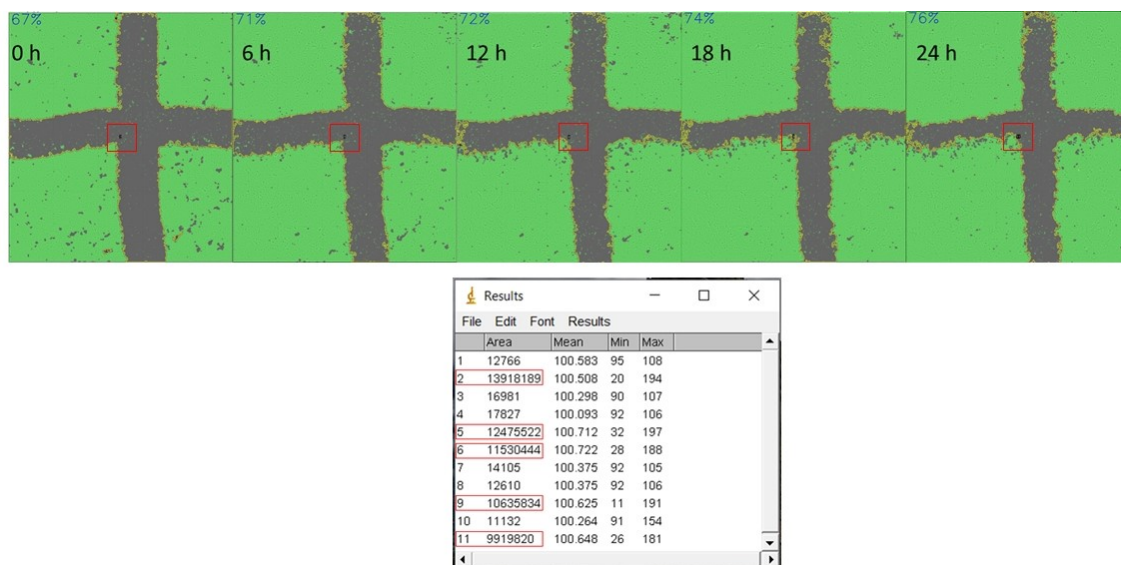 67% 71% 72% 74% 76%
0 h 6 h 12 h 18 h 24 h
Results
File Edit Font Results
Area Mean Min Max
1 12766 100.583 95 108
2 13918189 100.508 20 194
3 16981 100.298 90 107
4 17827 100.093 92 106
5 12475522 100.712 32 197
6 11530444 100.722 28 188
7 14105 100.375 92 105
8 12610 100.375 92 106
9 10635834 100.625 11 191
10 11132 100.264 91 154
11 9919820 100.648 26 181